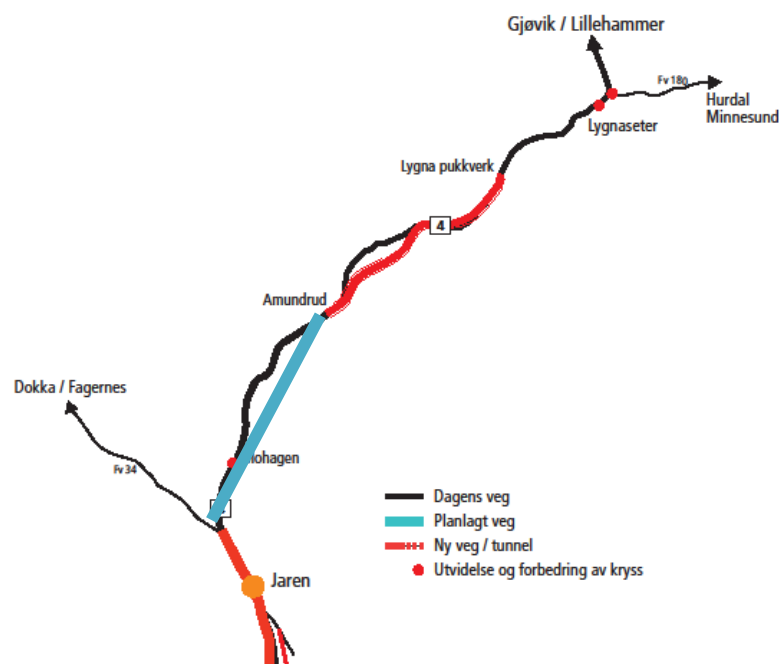 Gjøvik / Lillehammer
Fv 180
Hurdal
Minnesund
Lygnaseter
Lygna pukkverk
4
Amundrud
Dokka / Fagernes
Fv 34
Jaren
Dagens veg
Planlagt veg
Ny veg / tunnel
Utvidelse og forbedring av kryss